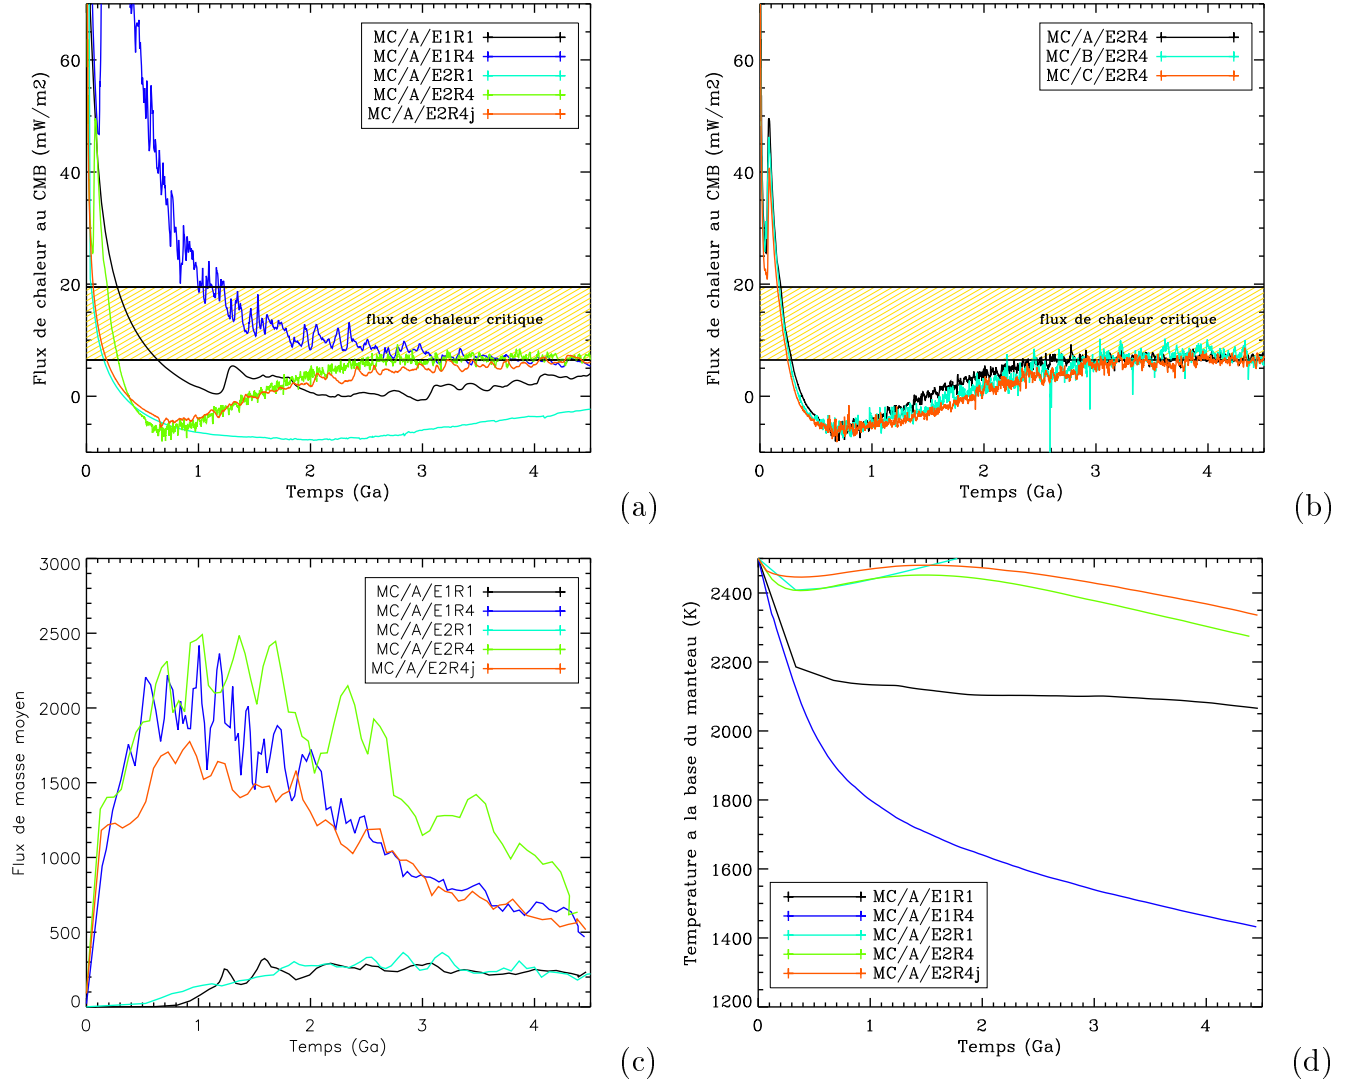 Flux de chaleur au CMB (mW/m2)
60
40
20
0
MC/A/E1R1
MC/A/E1R4
MC/A/E2R1
MC/A/E2R4
MC/A/E2R4j
flux de chaleur critique
0 1 2 3 4
Temps (Ga)
(a)
Flux de chaleur au CMB (mW/m2)
60
40
20
0
MC/A/E2R4
MC/B/E2R4
MC/C/E2R4
flux de chaleur critique
0 1 2 3 4
Temps (Ga)
(b)
Flux de masse moyen
3000
2500
2000
1500
1000
500
0
MC/A/E1R1
MC/A/E1R4
MC/A/E2R1
MC/A/E2R4
MC/A/E2R4j
0 1 2 3 4
Temps (Ga)
(c)
Temperature a la base du manteau (K)
2400
2200
2000
1800
1600
1400
1200
MC/A/E1R1
MC/A/E1R4
MC/A/E2R1
MC/A/E2R4
MC/A/E2R4j
0 1 2 3 4
Temps (Ga)
(d)